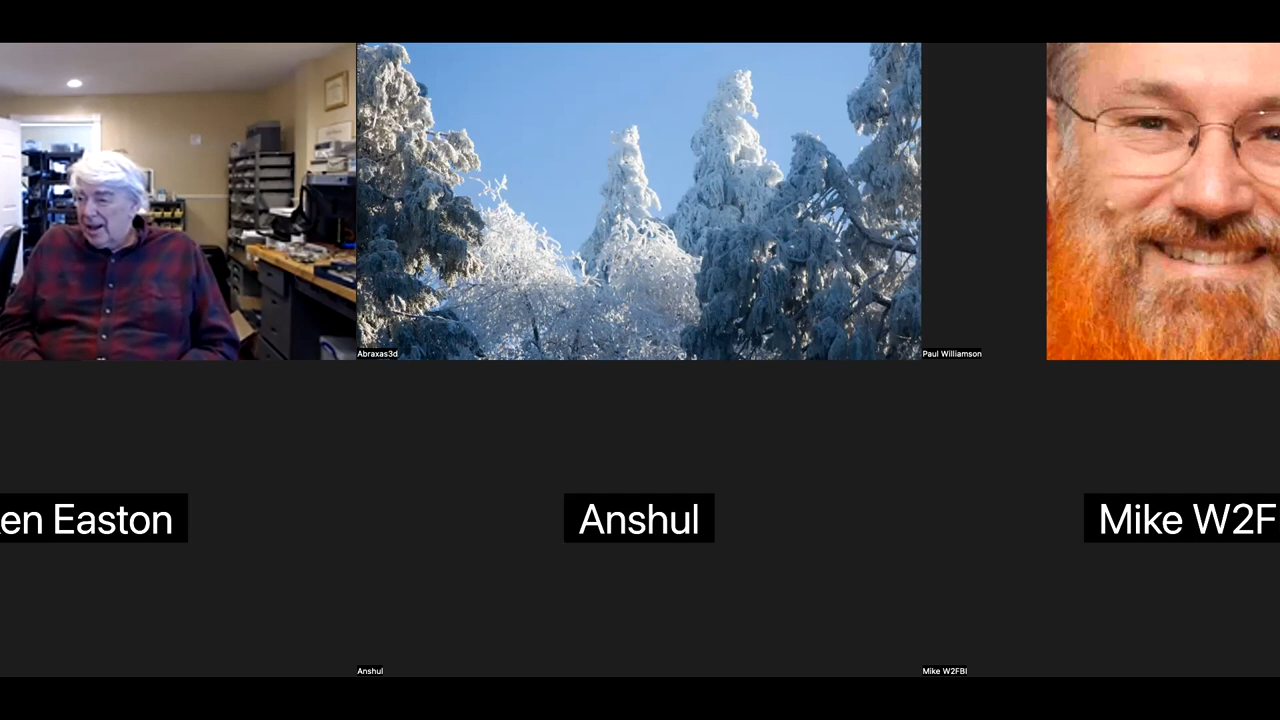 Abraxas3d
Paul Williamson
en Easton
Anshul
Mike W2F
Anshul
Mike W2FBI